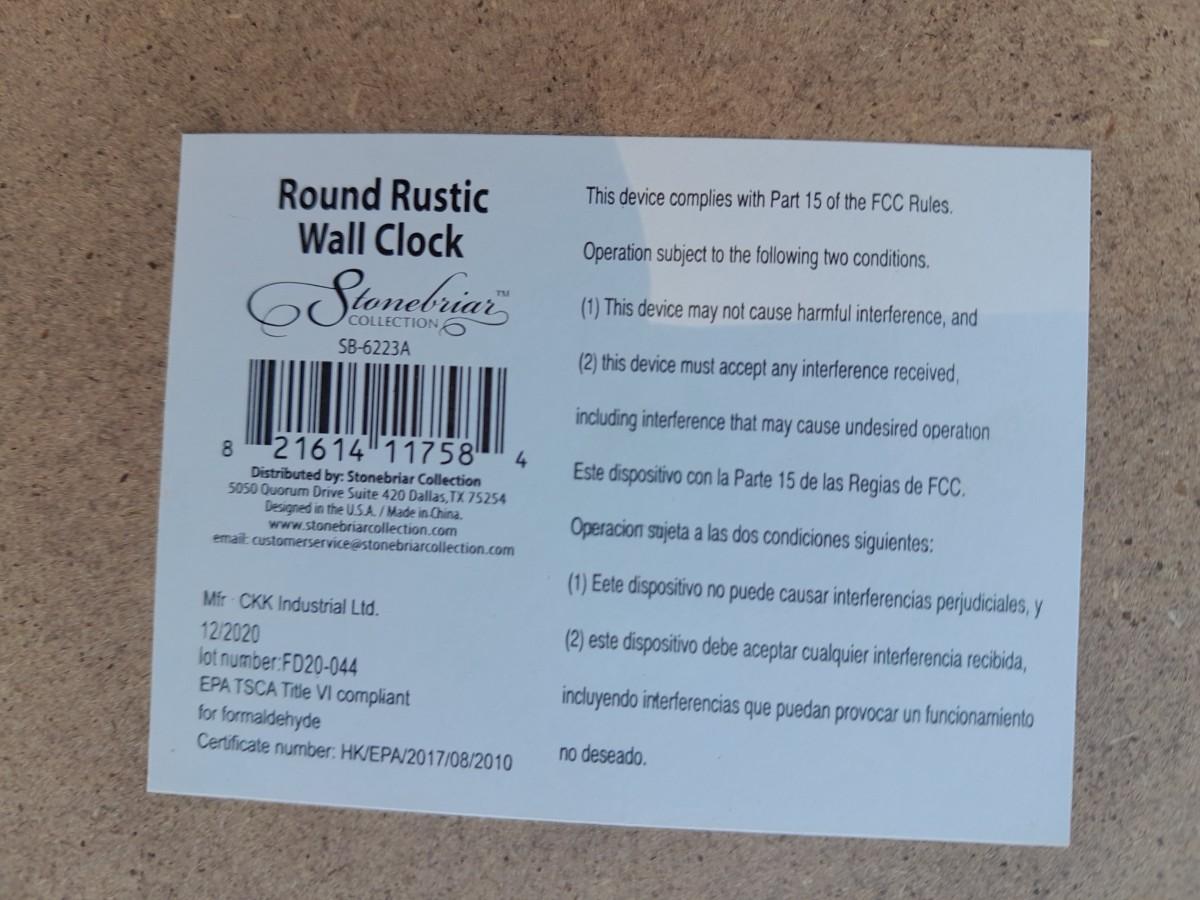 Round Rustic
Wall Clock
Stonebriar™
COLLECTION
SB-6223A
8 21614 11758 4
Distributed by: Stonebriar Collection
5050 Quorum Drive Suite 420 Dallas,TX 75254
Designed in the U.S.A. / Made in China.
www.stonebriarcollection.com
email: customerservice@stonebriarcollection.com
Mfr · CKK Industrial Ltd.
12/2020
lot number:FD20-044
EPA TSCA Title VI compliant
for formaldehyde
Certificate number: HK/EPA/2017/08/2010
This device complies with Part 15 of the FCC Rules.
Operation subject to the following two conditions.
(1) This device may not cause harmful interference, and
(2) this device must accept any interference received,
including interference that may cause undesired operation
Este dispositivo con la Parte 15 de las Regias de FCC.
Operacion sujeta a las dos condiciones siguientes:
(1) Eete dispositivo no puede causar interferencias perjudiciales, y
(2) este dispositivo debe aceptar cualquier interferencia recibida,
incluyendo interferencias que puedan provocar un funcionamiento
no deseado.